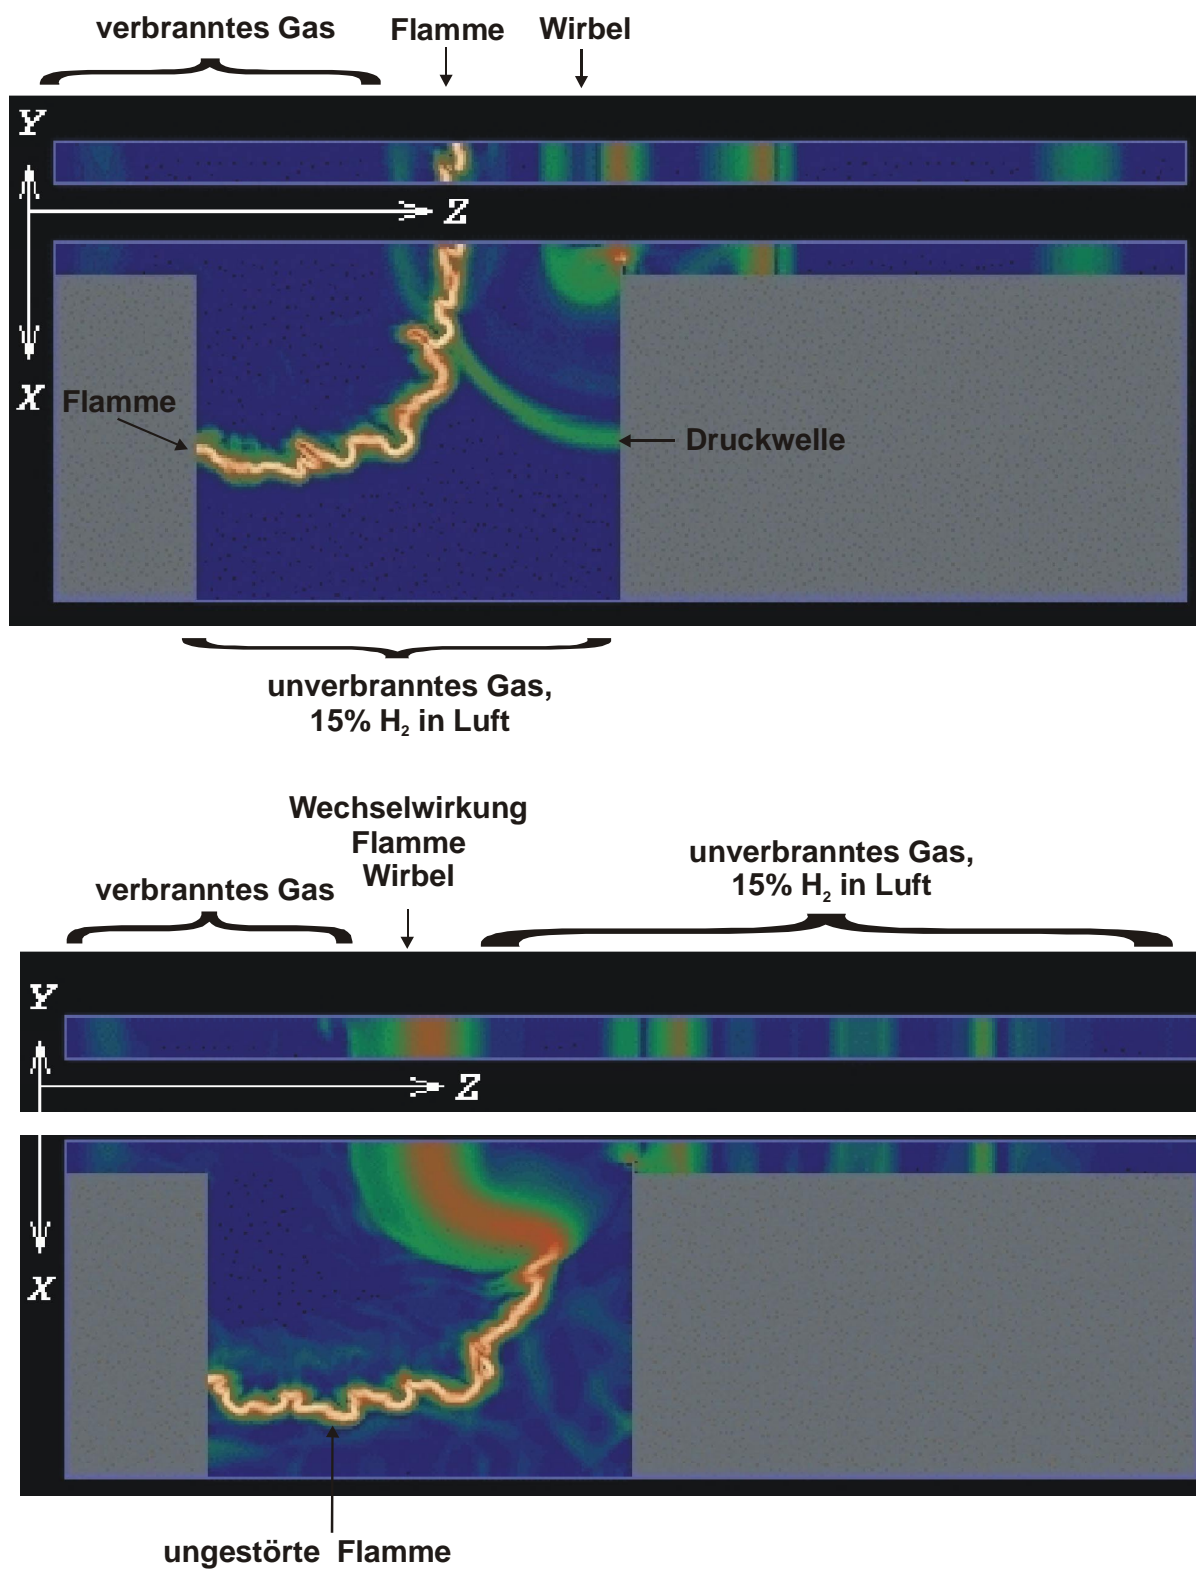 verbranntes Gas
Flamme
Wirbel
Y
Z
X
Flamme
Druckwelle
unverbranntes Gas,
15% H₂ in Luft
Wechselwirkung
Flamme
Wirbel
verbranntes Gas
unverbranntes Gas,
15% H₂ in Luft
Y
Z
X
ungestörte Flamme